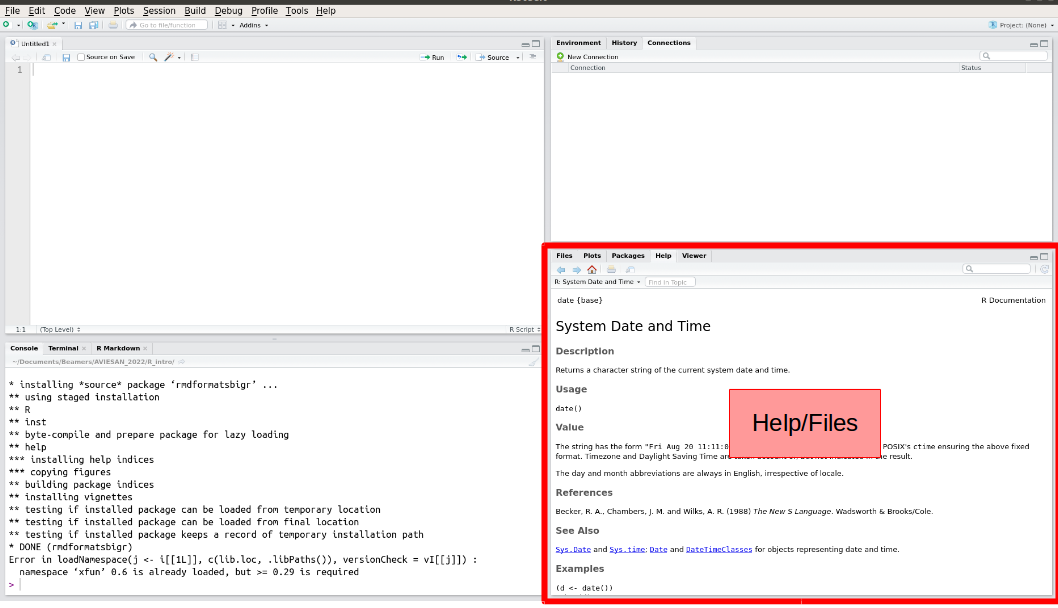 File Edit Code View Plots Session Build Debug Profile Tools Help
Go to file/function Addins Project: (None)
Untitled1
Source on Save Run Source
1
1:1 (Top Level) R Script
Console Terminal R Markdown
~/Documents/Beamers/AVIESAN_2022/R_intro/
* installing *source* package ‘rmdformatsbigr’ ...
** using staged installation
** R
** inst
** byte-compile and prepare package for lazy loading
** help
*** installing help indices
*** copying figures
** building package indices
** installing vignettes
** testing if installed package can be loaded from temporary location
** testing if installed package can be loaded from final location
** testing if installed package keeps a record of temporary installation path
* DONE (rmdformatsbigr)
Error in loadNamespace(j <- i[[1L]], c(lib.loc, .libPaths()), versionCheck = vI[[j]]) :
namespace ‘xfun’ 0.6 is already loaded, but >= 0.29 is required
>
Environment History Connections
New Connection
Connection Status
Files Plots Packages Help Viewer
R: System Date and Time Find in Topic
date {base} R Documentation
System Date and Time
Description
Returns a character string of the current system date and time.
Usage
date()
Help/Files
Value
The string has the form "Fri Aug 20 11:11:0 POSIX's ctime ensuring the above fixed
format. Timezone and Daylight Saving Time are the result.
The day and month abbreviations are always in English, irrespective of locale.
References
Becker, R. A., Chambers, J. M. and Wilks, A. R. (1988) The New S Language. Wadsworth & Brooks/Cole.
See Also
Sys.Date and Sys.time; Date and DateTimeClasses for objects representing date and time.
Examples
(d <- date())